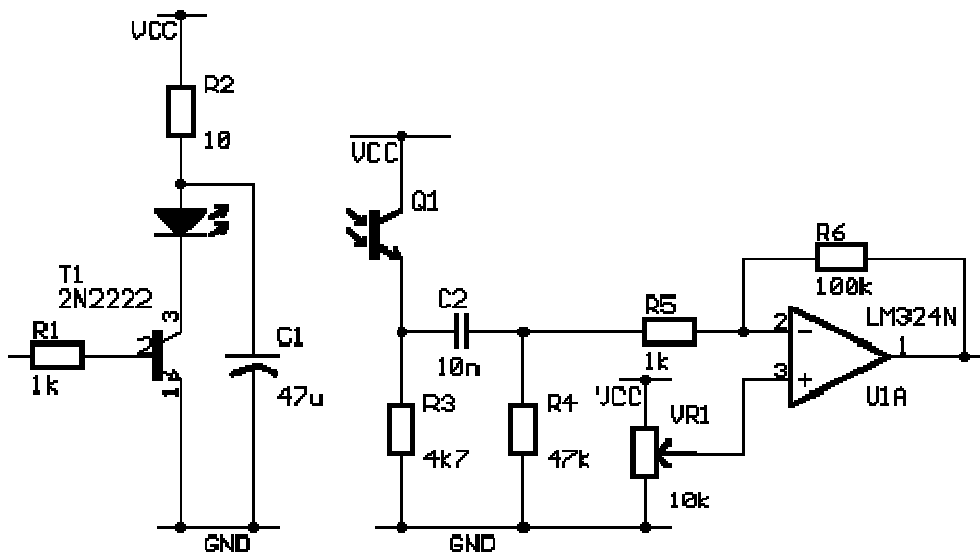 VCC
R2
10
T1
2N2222
3
R1
2
1k
1
C1
47u
GND
VCC
Q1
C2
10n
R3
4k7
R4
47k
GND
R5
1k
VCC
VR1
10k
R6
100k
LM324N
2
3
1
U1A